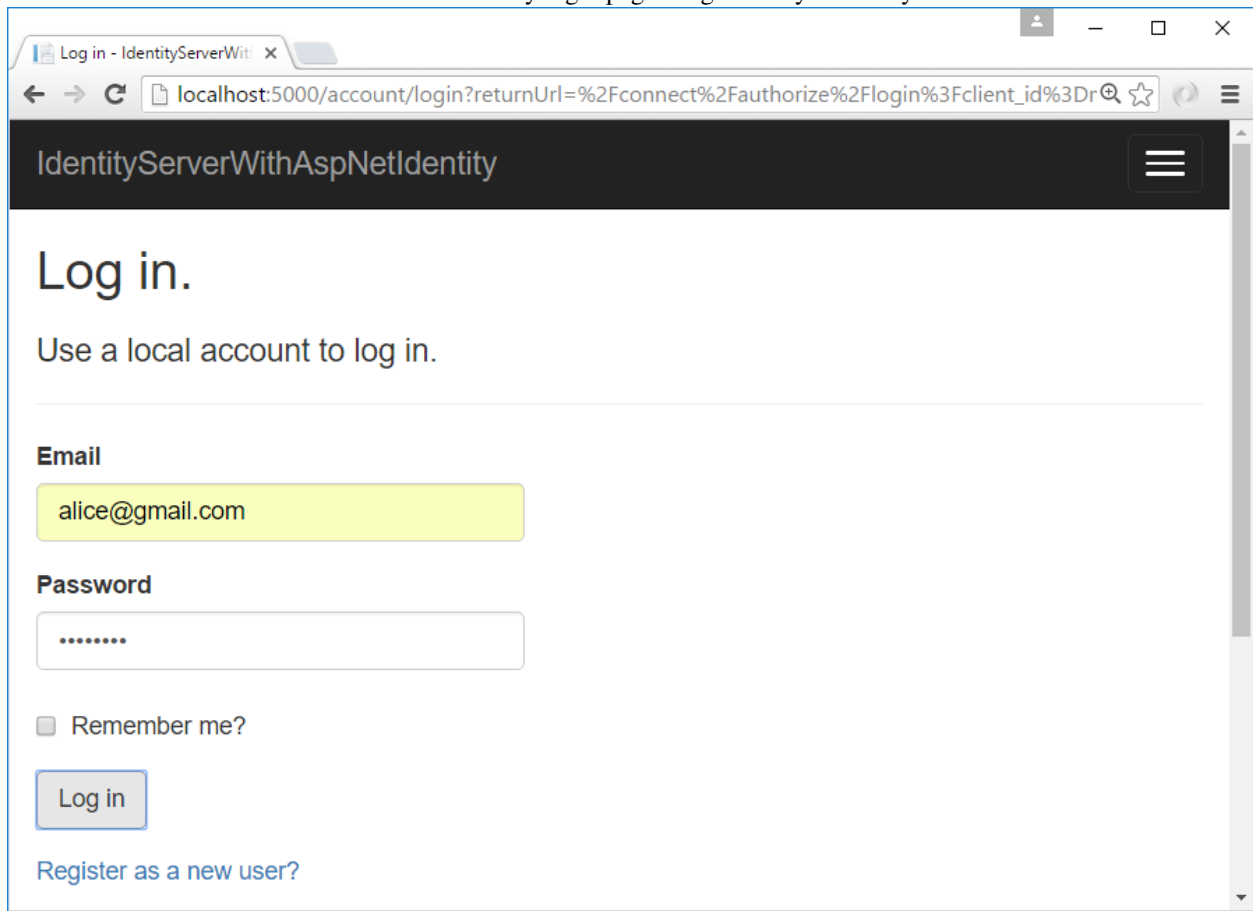 Log in - IdentityServerWit
localhost:5000/account/login?returnUrl=%2Fconnect%2Fauthorize%2Flogin%3Fclient_id%3Dr
IdentityServerWithAspNetIdentity
Log in.
Use a local account to log in.
Email
alice@gmail.com
Password
••••••••
Remember me?
Log in
Register as a new user?